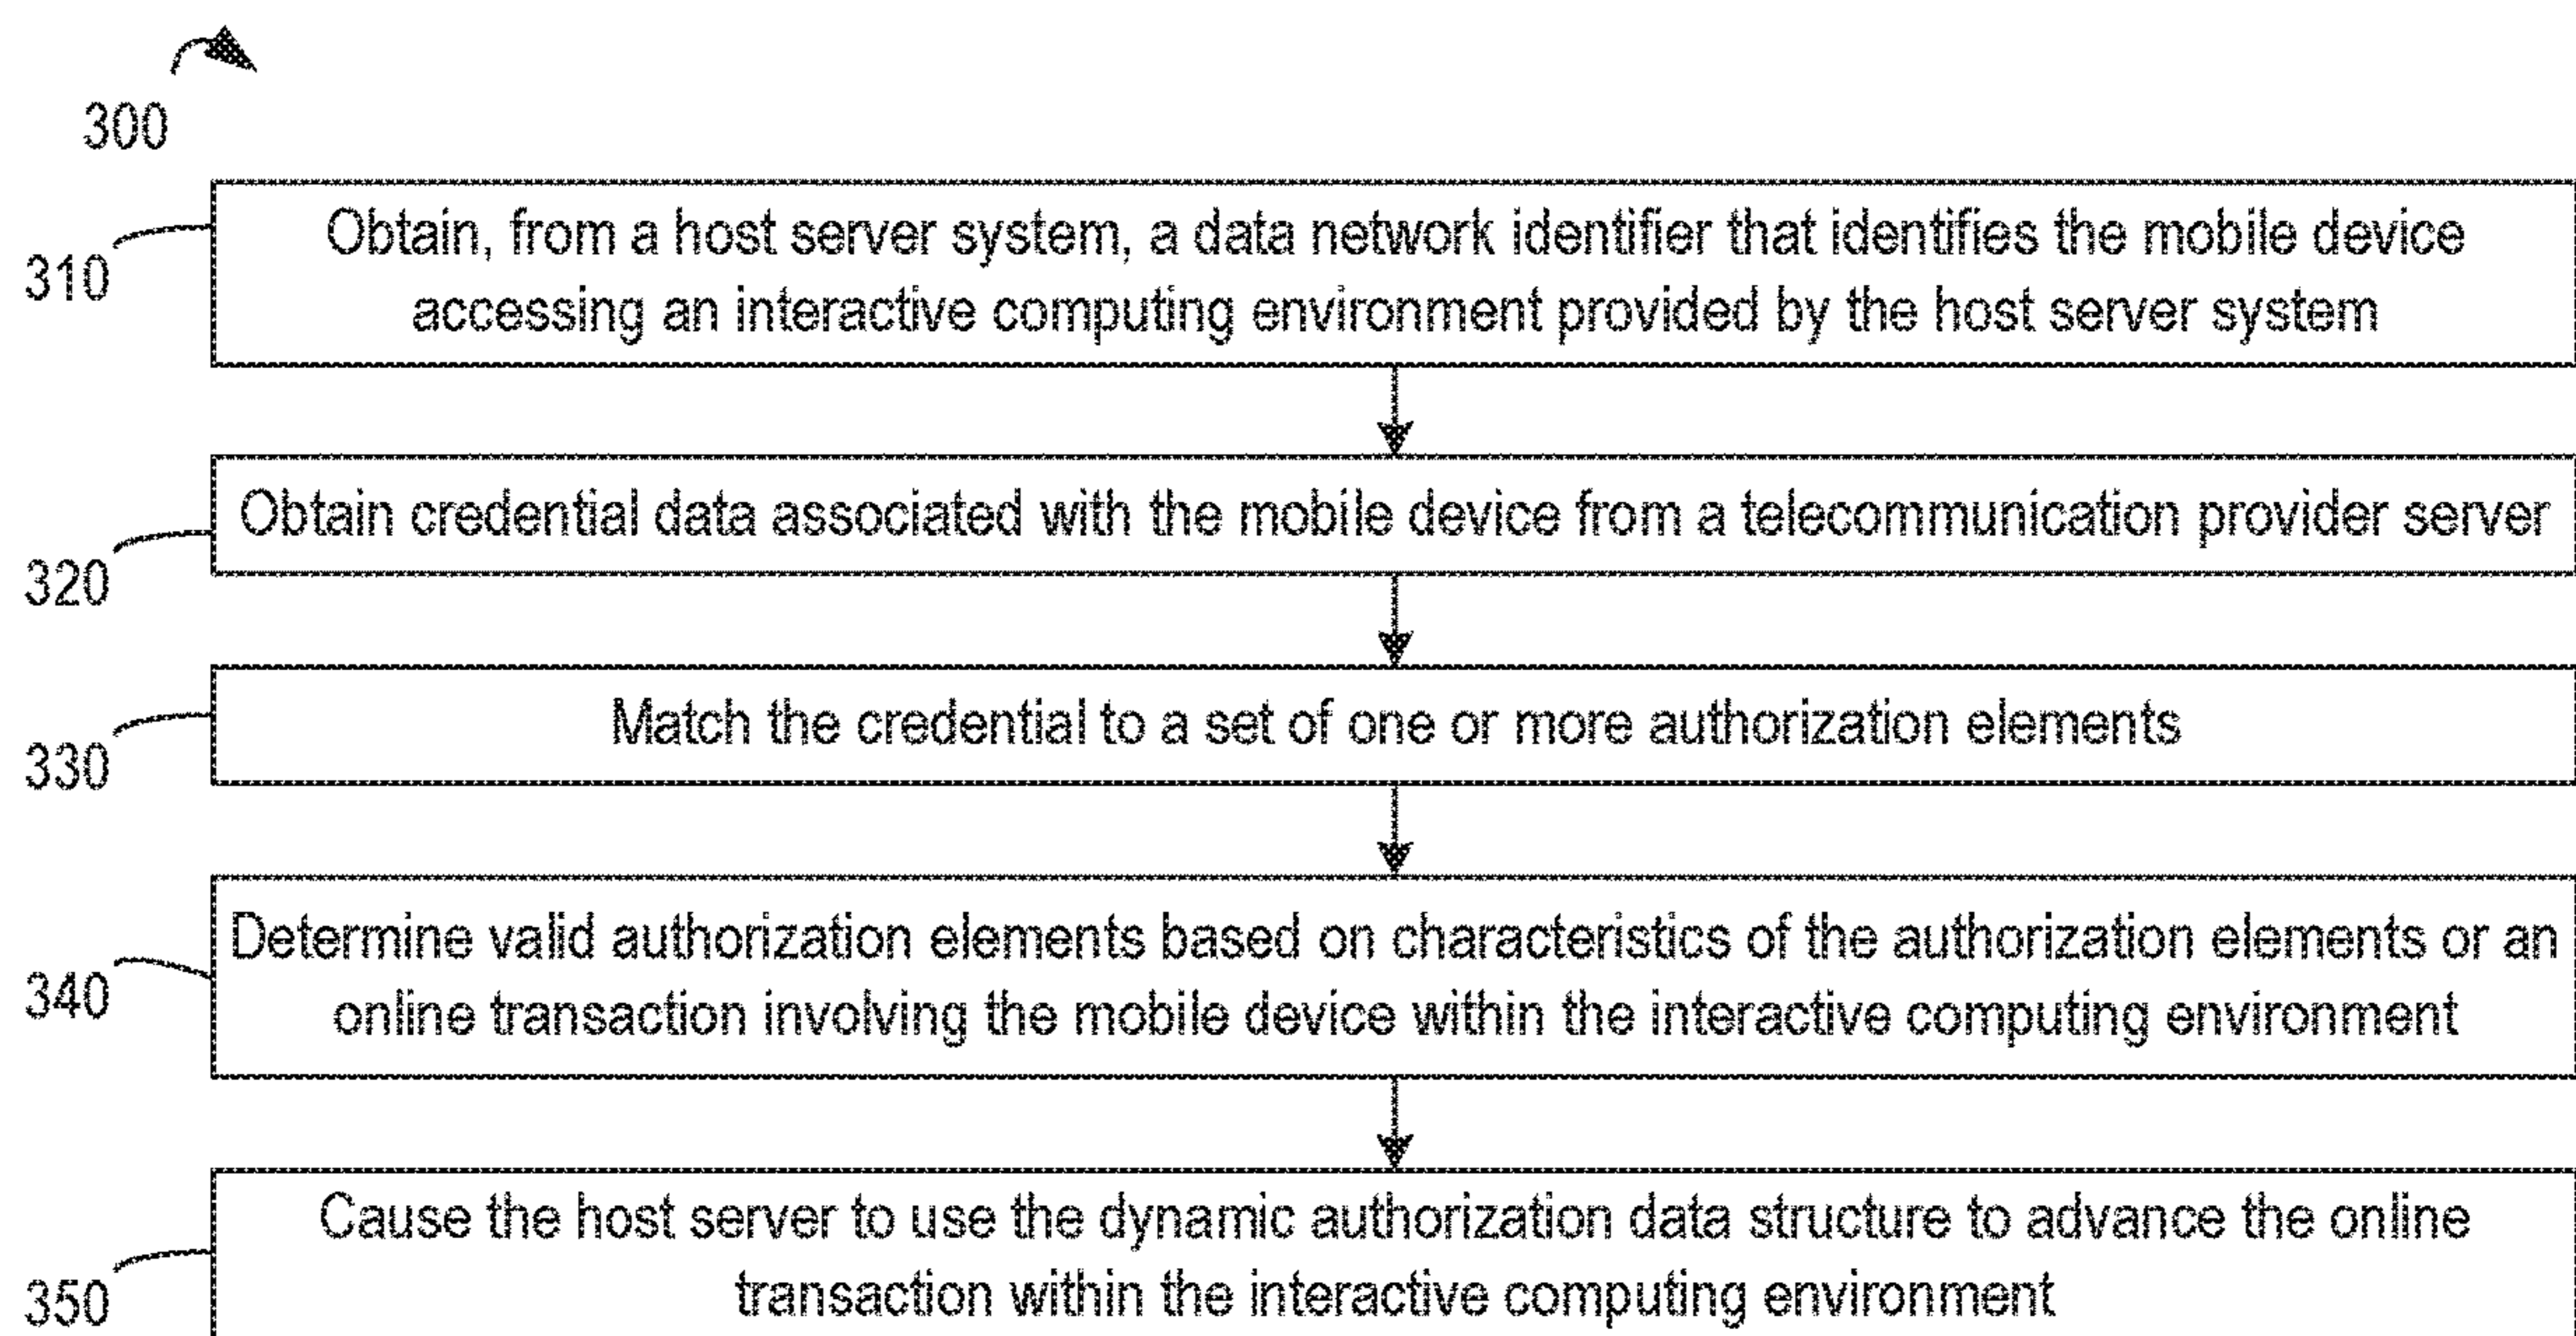 300
310
Obtain, from a host server system, a data network identifier that identifies the mobile device
accessing an interactive computing environment provided by the host server system
320
Obtain credential data associated with the mobile device from a telecommunication provider server
330
Match the credential to a set of one or more authorization elements
340
Determine valid authorization elements based on characteristics of the authorization elements or an
online transaction involving the mobile device within the interactive computing environment
350
Cause the host server to use the dynamic authorization data structure to advance the online
transaction within the interactive computing environment